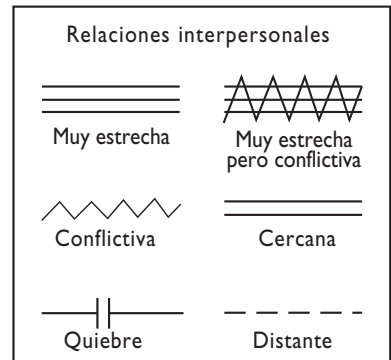 Relaciones interpersonales
Muy estrecha
Muy estrecha
pero conflictiva
Conflictiva
Cercana
Quiebre
Distante